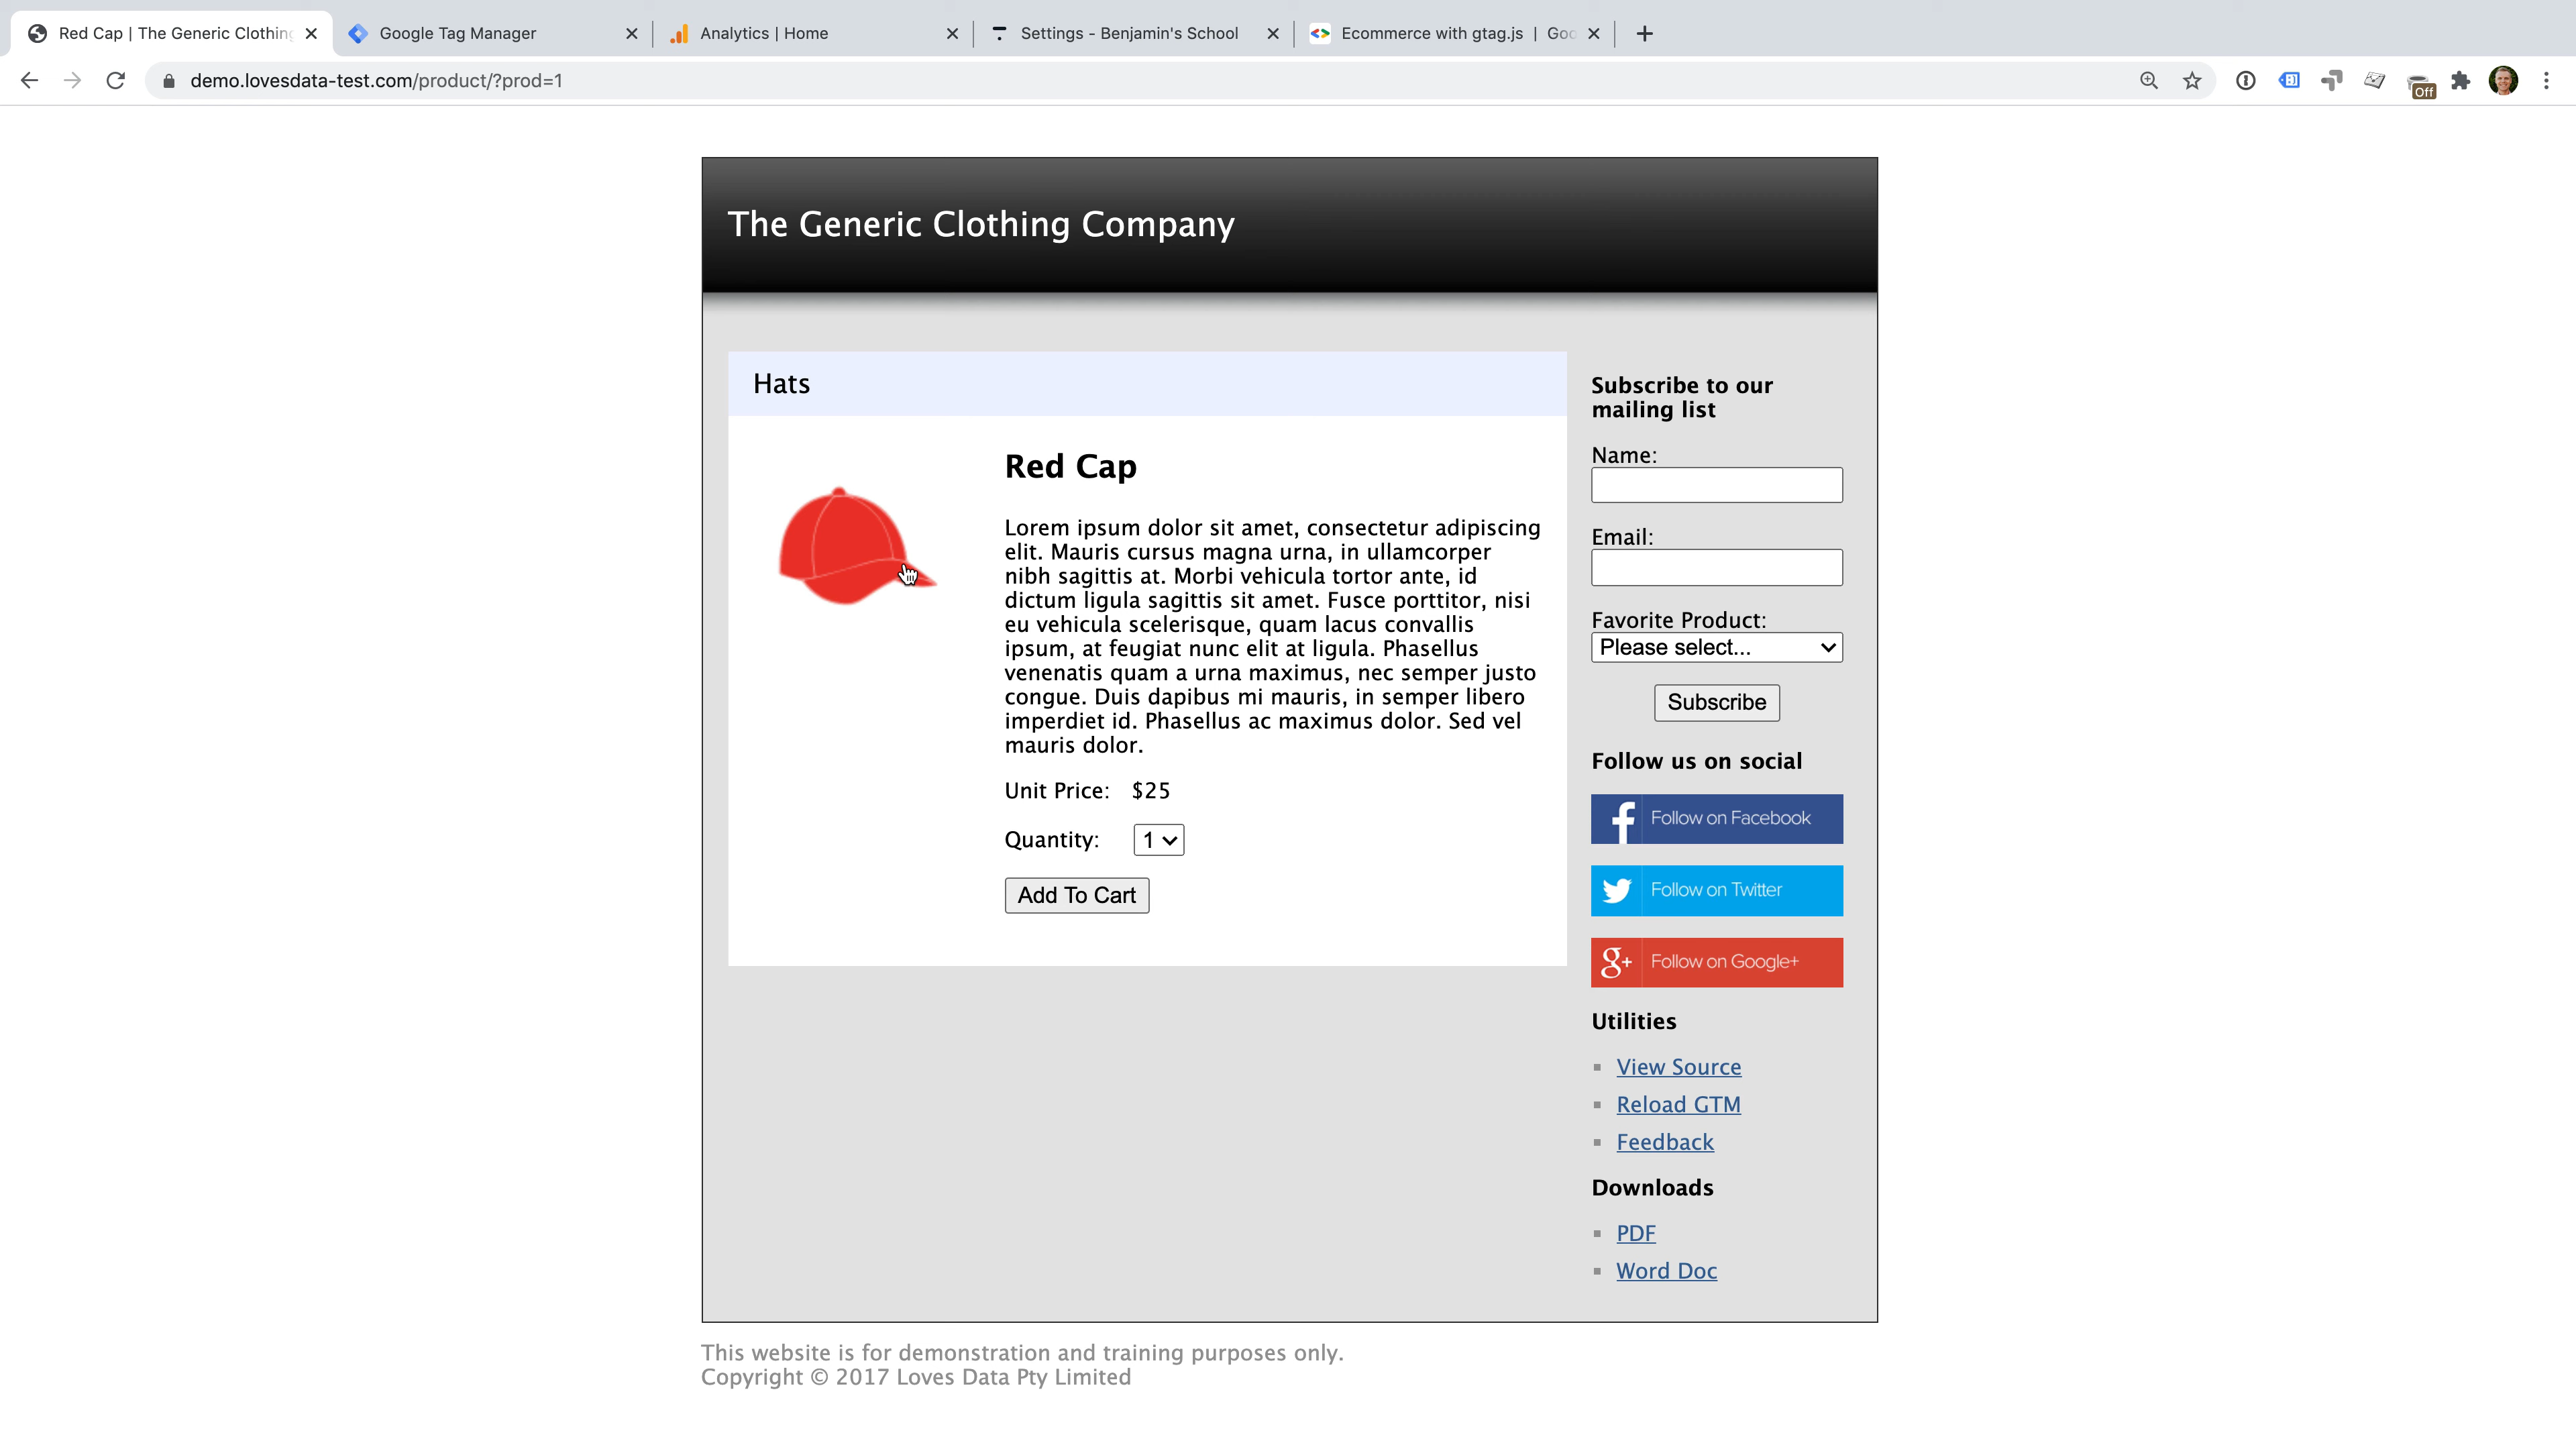 Red Cap | The Generic Clothing
Google Tag Manager
Analytics | Home
Settings - Benjamin's School
Ecommerce with gtag.js | Goo
demo.lovesdata-test.com/product/?prod=1
Off
The Generic Clothing Company
Hats
Red Cap
Lorem ipsum dolor sit amet, consectetur adipiscing
elit. Mauris cursus magna urna, in ullamcorper
nibh sagittis at. Morbi vehicula tortor ante, id
dictum ligula sagittis sit amet. Fusce porttitor, nisi
eu vehicula scelerisque, quam lacus convallis
ipsum, at feugiat nunc elit at ligula. Phasellus
venenatis quam a urna maximus, nec semper justo
congue. Duis dapibus mi mauris, in semper libero
imperdiet id. Phasellus ac maximus dolor. Sed vel
mauris dolor.
Unit Price: $25
Quantity: 1
Add To Cart
Subscribe to our
mailing list
Name:
Email:
Favorite Product:
Please select...
Subscribe
Follow us on social
Follow on Facebook
Follow on Twitter
g+ Follow on Google+
Utilities
View Source
Reload GTM
Feedback
Downloads
PDF
Word Doc
This website is for demonstration and training purposes only.
Copyright © 2017 Loves Data Pty Limited